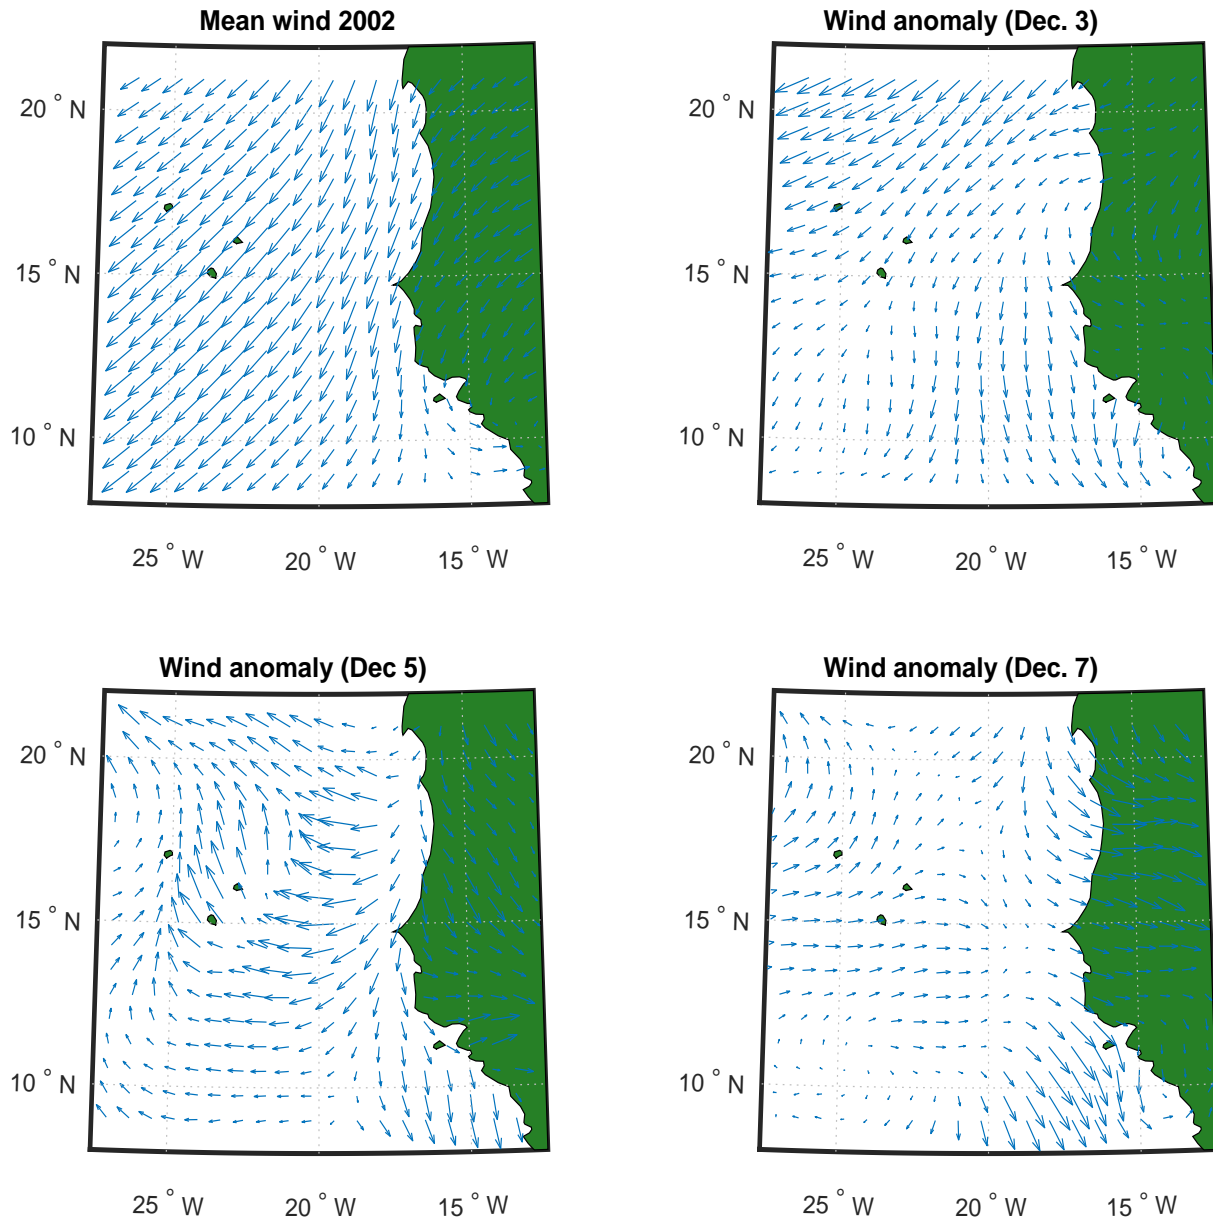 Mean wind 2002
Wind anomaly (Dec. 3)
20 ° N
20 ° N
15 ° N
15 ° N
10 ° N
10 ° N
25 ° W
20 ° W
15 ° W
25 ° W
20 ° W
15 ° W
Wind anomaly (Dec 5)
Wind anomaly (Dec. 7)
20 ° N
20 ° N
15 ° N
15 ° N
10 ° N
10 ° N
25 ° W
20 ° W
15 ° W
25 ° W
20 ° W
15 ° W